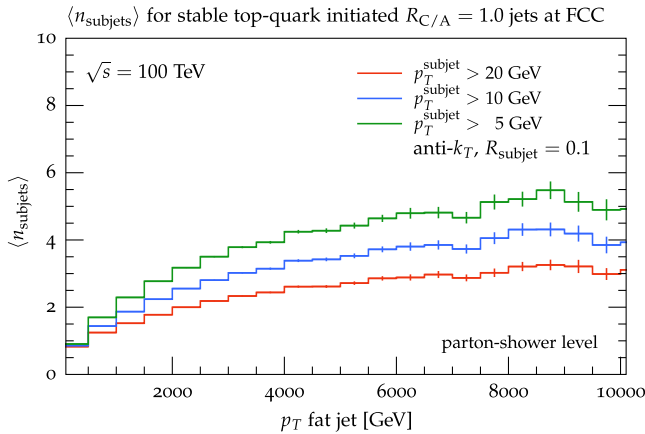 ⟨n_subjets⟩ for stable top-quark initiated R_C/A = 1.0 jets at FCC
10
8
6
4
2
0
⟨n_subjets⟩
√s = 100 TeV
p_T^subjet > 20 GeV
p_T^subjet > 10 GeV
p_T^subjet > 5 GeV
anti-k_T, R_subjet = 0.1
parton-shower level
2000 4000 6000 8000 10000
p_T fat jet [GeV]